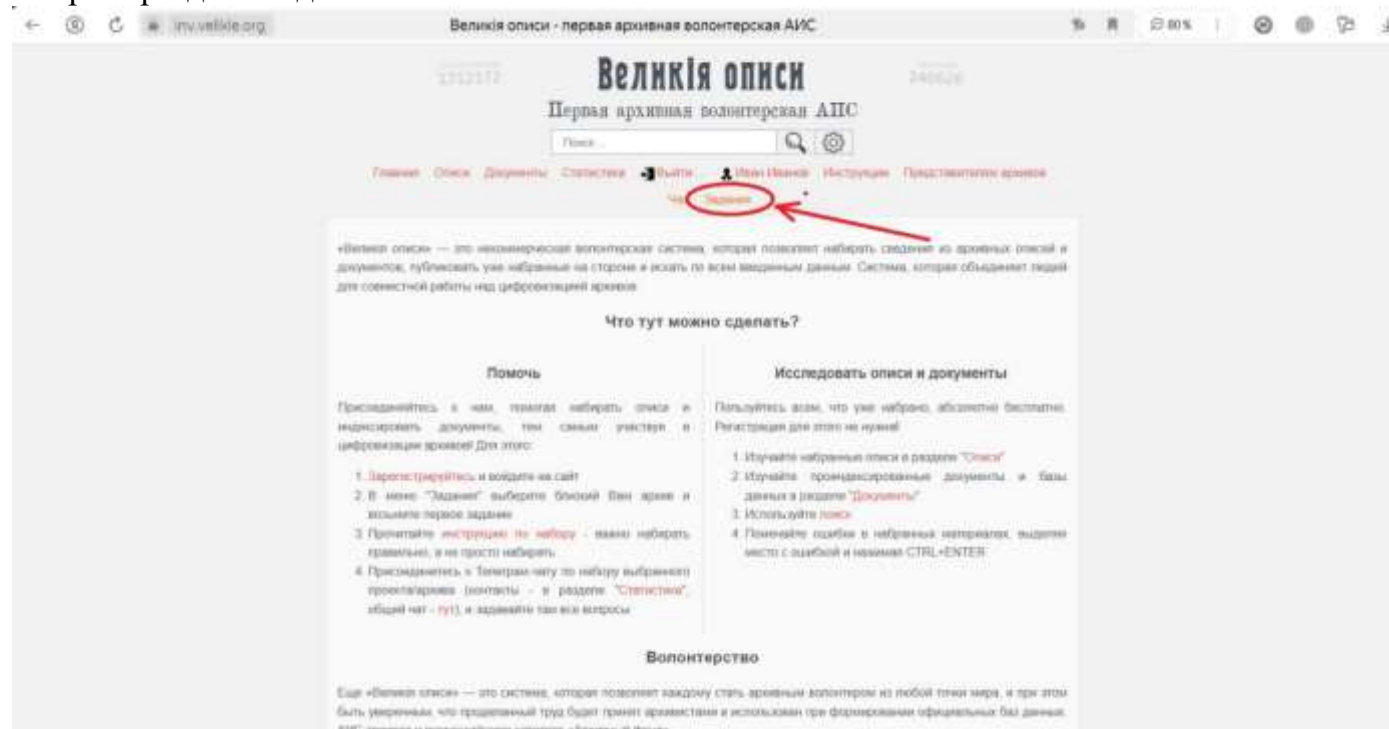 inv.velikie.org
Великія описи - первая архивная волонтерская АИС
80 %
Великія описи
Первая архивная волонтерская АИС
Поиск ...
Главная Описи Документы Статистика Выйти Иван Иванов Инструкции Представителям архивов
Задания
«Великія описи» — это некоммерческая волонтерская система, которая позволяет набирать сведения из архивных описей и
документов, публиковать уже набранные на стороне и искать по всем введенным данным. Система, которая объединяет людей
для совместной работы над цифровизацией архивов
Что тут можно сделать?
Помочь
Присоединяйтесь к нам, помогая набирать описи и
индексировать документы, тем самым участвуя в
цифровизации архивов! Для этого:
1. Зарегистрируйтесь и войдите на сайт
2. В меню "Задания" выберите близкий Вам архив и
возьмите первое задание
3. Прочитайте инструкцию по набору - важно набирать
правильно, а не просто набирать
4. Присоединитесь к Телеграм-чату по набору выбранного
проекта/архива (контакты - в разделе "Статистика",
общий чат - тут), и задавайте там все вопросы
Исследовать описи и документы
Пользуйтесь всем, что уже набрано, абсолютно бесплатно.
Регистрация для этого не нужна!
1. Изучайте набранные описи в разделе "Описи"
2. Изучайте проиндексированные документы и базы
данных в разделе "Документы"
3. Используйте поиск
4. Помечайте ошибки в набранных материалах, выделяя
место с ошибкой и нажимая CTRL+ENTER
Волонтерство
Еще «Великія описи» — это система, которая позволяет каждому стать архивным волонтером из любой точки мира, и при этом
быть уверенным, что проделанный труд будет принят архивистами и использован при формировании официальных баз данных